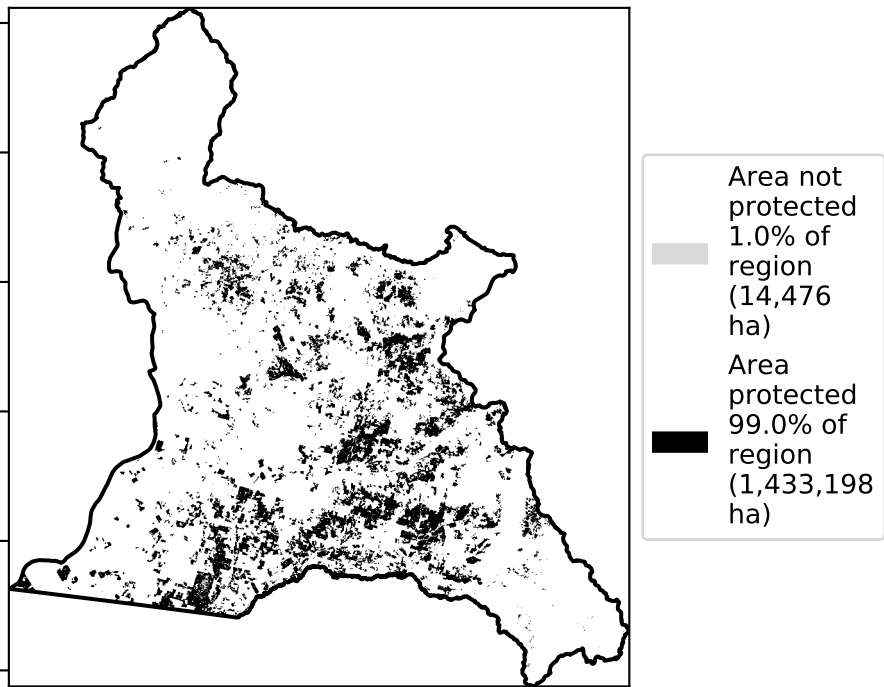 Area not
protected
1.0% of
region
(14,476
ha)
Area
protected
99.0% of
region
(1,433,198
ha)